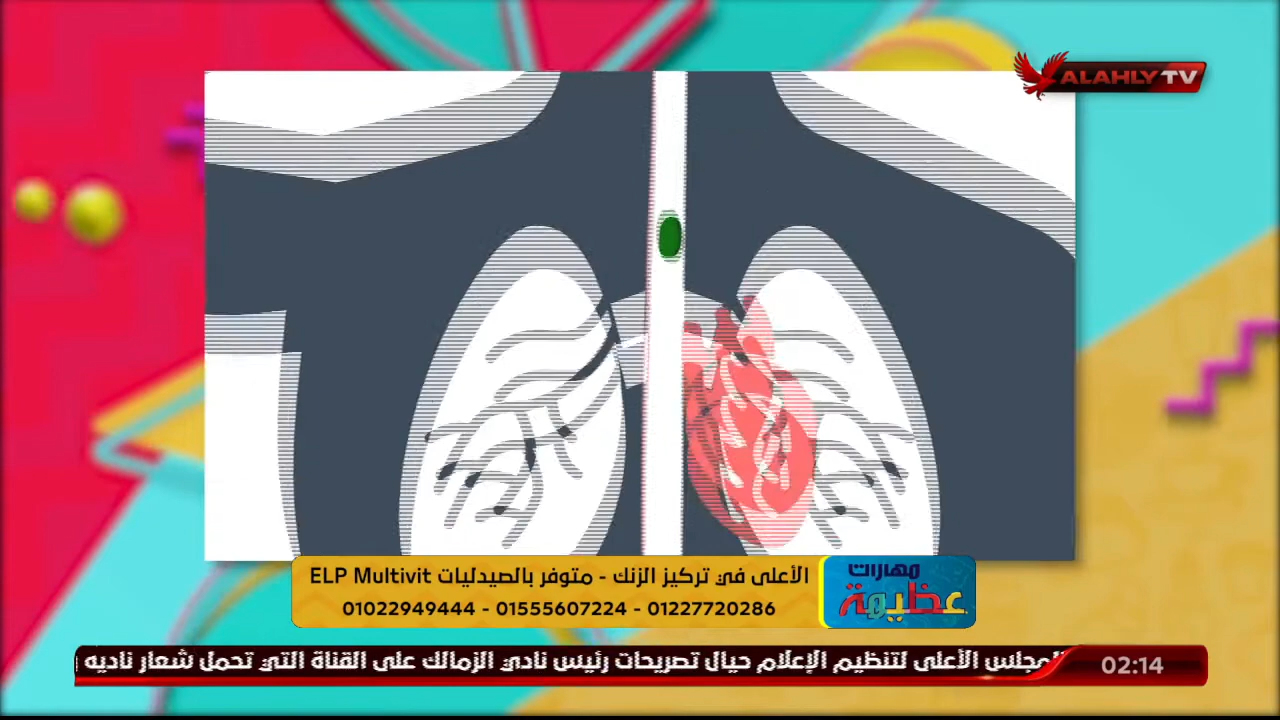 ALAHLY TV
الأعلى في تركيز الزنك - متوفر بالصيدليات ELP Multivit
01022949444 - 01555607224 - 01227720286
مهارات
عظيمة
المجلس الأعلى لتنظيم الإعلام حيال تصريحات رئيس نادي الزمالك على القناة التي تحمل شعار ناديه
02:14